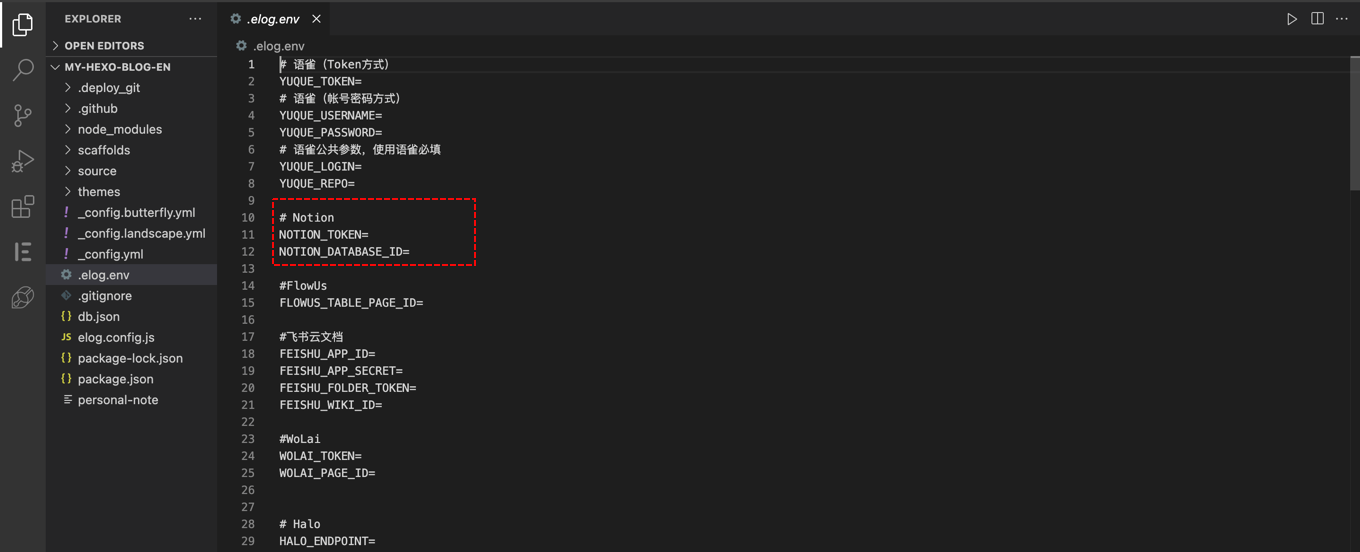 EXPLORER
···
.elog.env
···
OPEN EDITORS
MY-HEXO-BLOG-EN
.deploy_git
.github
node_modules
scaffolds
source
themes
! _config.butterfly.yml
! _config.landscape.yml
! _config.yml
.elog.env
.gitignore
{} db.json
JS elog.config.js
{} package-lock.json
{} package.json
personal-note
.elog.env
1 # 语雀（Token方式）
2 YUQUE_TOKEN=
3 # 语雀（帐号密码方式）
4 YUQUE_USERNAME=
5 YUQUE_PASSWORD=
6 # 语雀公共参数，使用语雀必填
7 YUQUE_LOGIN=
8 YUQUE_REPO=
9
10 # Notion
11 NOTION_TOKEN=
12 NOTION_DATABASE_ID=
13
14 #FlowUs
15 FLOWUS_TABLE_PAGE_ID=
16
17 #飞书云文档
18 FEISHU_APP_ID=
19 FEISHU_APP_SECRET=
20 FEISHU_FOLDER_TOKEN=
21 FEISHU_WIKI_ID=
22
23 #WoLai
24 WOLAI_TOKEN=
25 WOLAI_PAGE_ID=
26
27
28 # Halo
29 HALO_ENDPOINT=